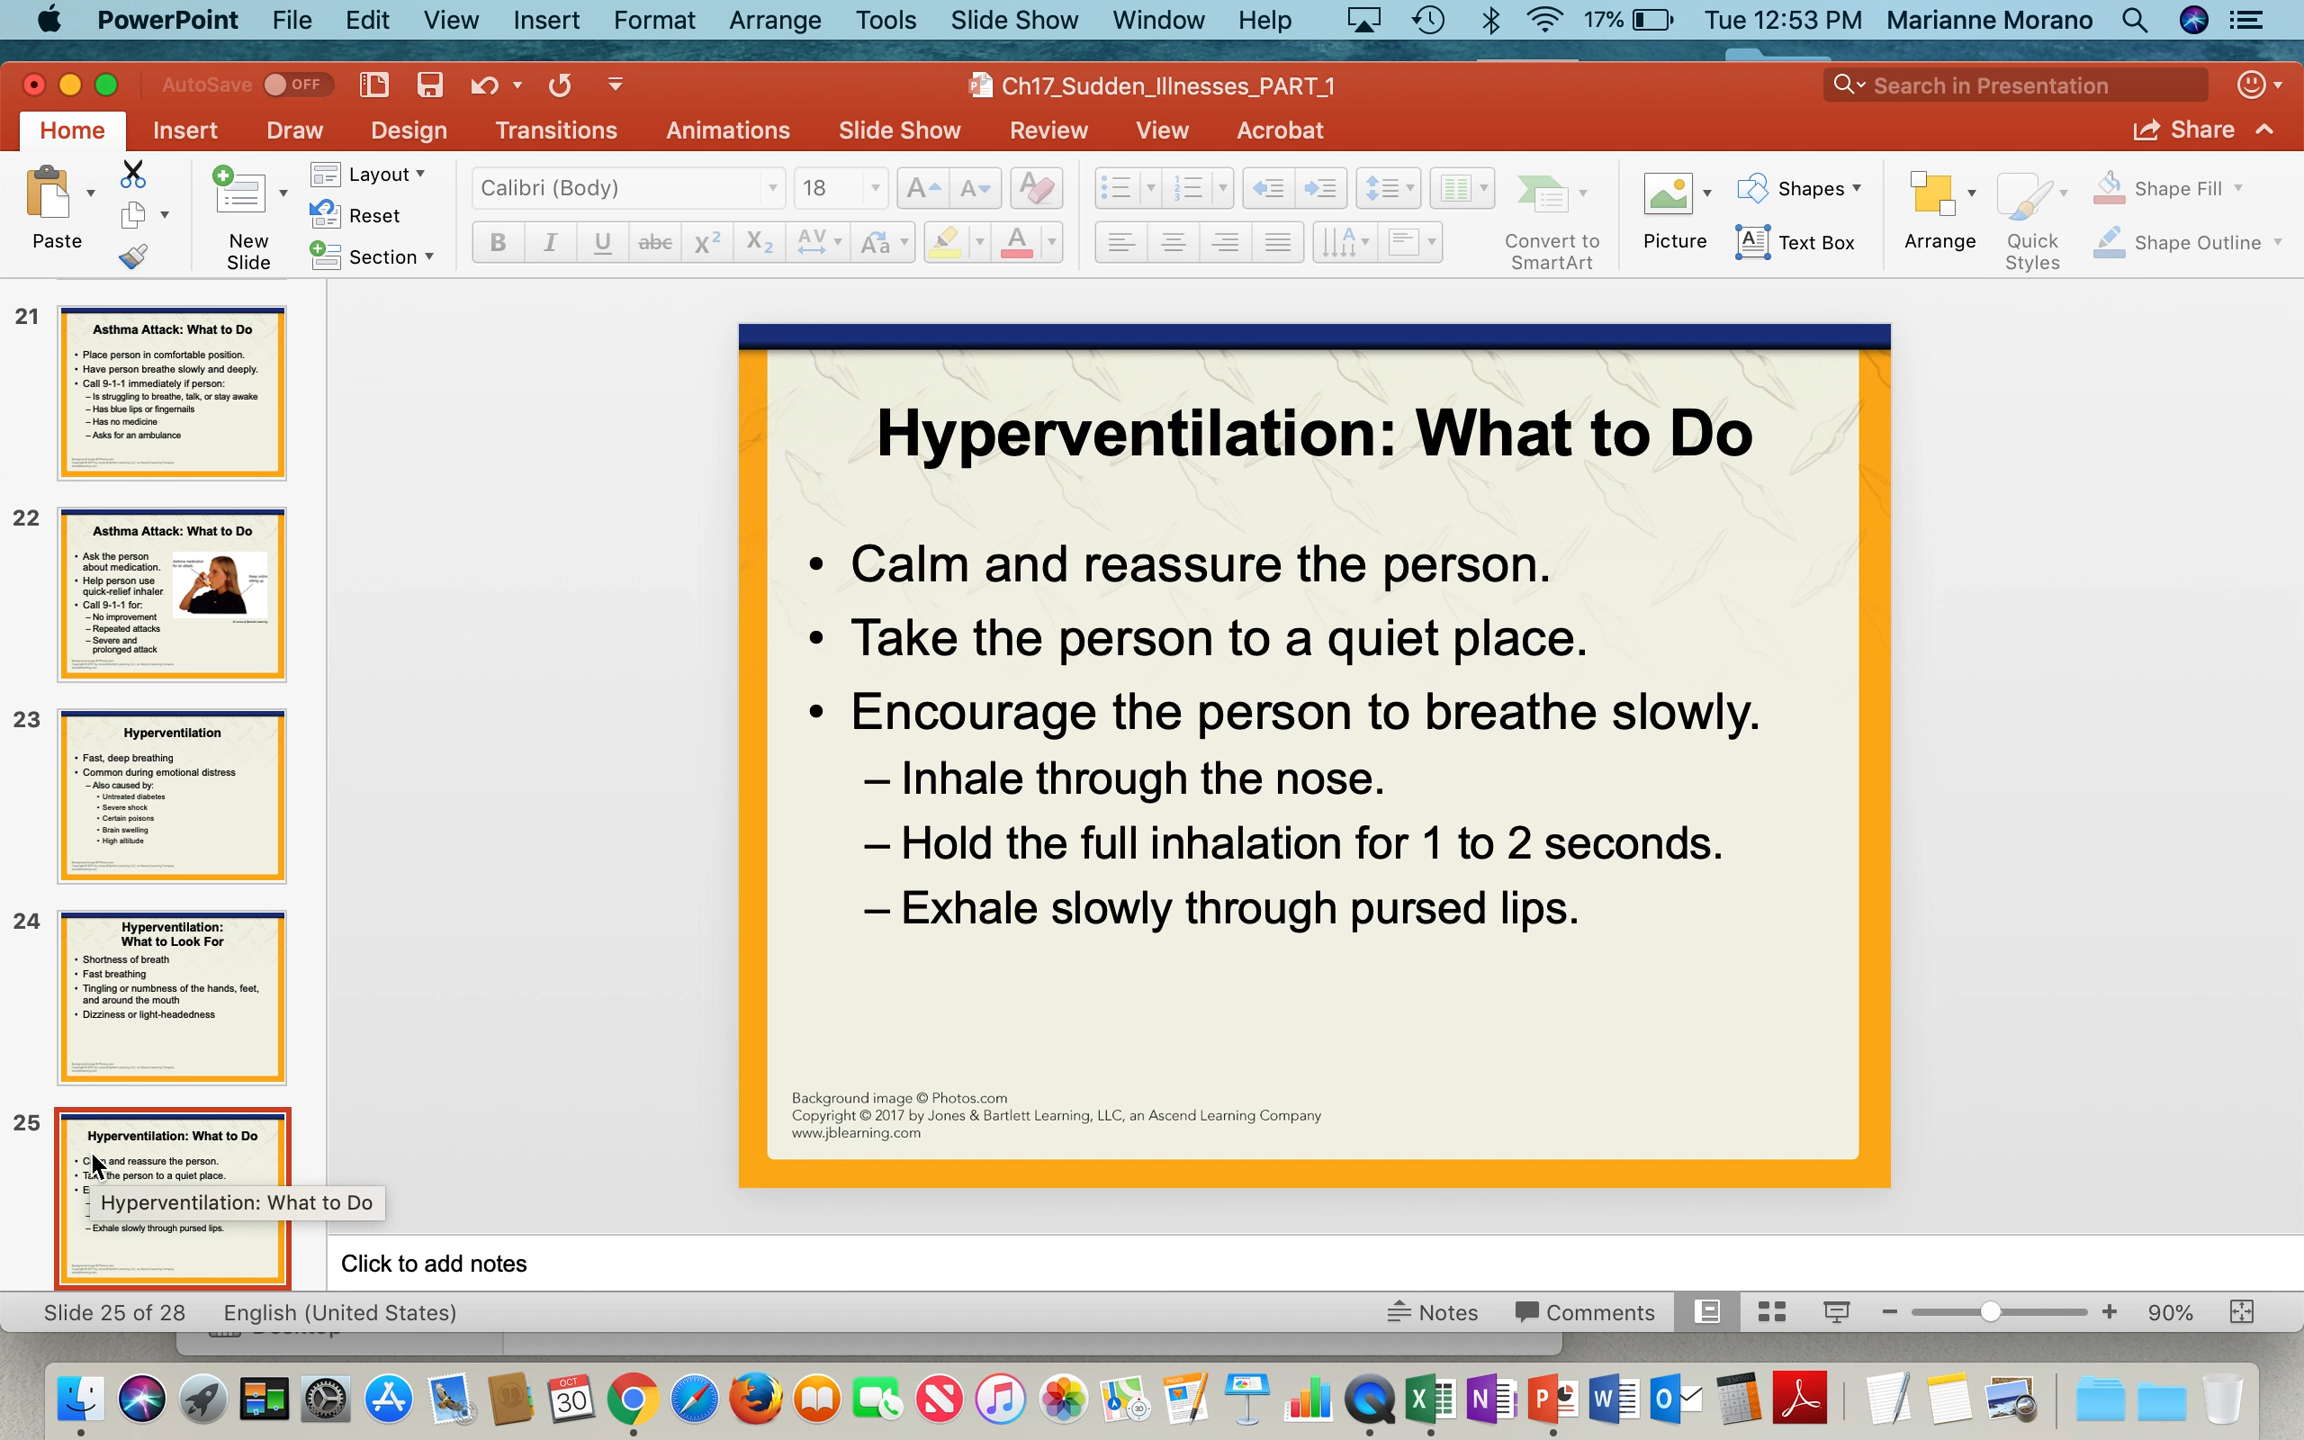 PowerPoint File Edit View Insert Format Arrange Tools Slide Show Window Help 17% Tue 12:53 PM Marianne Morano
AutoSave OFF Ch17_Sudden_Illnesses_PART_1 Search in Presentation
Home Insert Draw Design Transitions Animations Slide Show Review View Acrobat Share
Paste
New
Slide
Layout
Reset
Section
Calibri (Body) 18
Convert to
SmartArt
Picture
Shapes
Text Box
Arrange
Quick
Styles
Shape Fill
Shape Outline
21
Asthma Attack: What to Do
• Place person in comfortable position.
• Have person breathe slowly and deeply.
• Call 9-1-1 immediately if person:
– Is struggling to breathe, talk, or stay awake
– Has blue lips or fingernails
– Has no medicine
– Asks for an ambulance
22
Asthma Attack: What to Do
• Ask the person
about medication.
• Help person use
quick-relief inhaler.
• Call 9-1-1 for:
– No improvement
– Repeated attacks
– Severe and
prolonged attack
23
Hyperventilation
• Fast, deep breathing
• Common during emotional distress
– Also caused by:
• Untreated diabetes
• Severe shock
• Certain poisons
• Brain swelling
• High altitude
24
Hyperventilation:
What to Look For
• Shortness of breath
• Fast breathing
• Tingling or numbness of the hands, feet,
and around the mouth
• Dizziness or light-headedness
25
Hyperventilation: What to Do
and reassure the person.
the person to a quiet place.
Hyperventilation: What to Do
– Exhale slowly through pursed lips.
Hyperventilation: What to Do
• Calm and reassure the person.
• Take the person to a quiet place.
• Encourage the person to breathe slowly.
– Inhale through the nose.
– Hold the full inhalation for 1 to 2 seconds.
– Exhale slowly through pursed lips.
Background image © Photos.com
Copyright © 2017 by Jones & Bartlett Learning, LLC, an Ascend Learning Company
www.jblearning.com
Click to add notes
Slide 25 of 28 English (United States) Notes Comments 90%
OCT
30